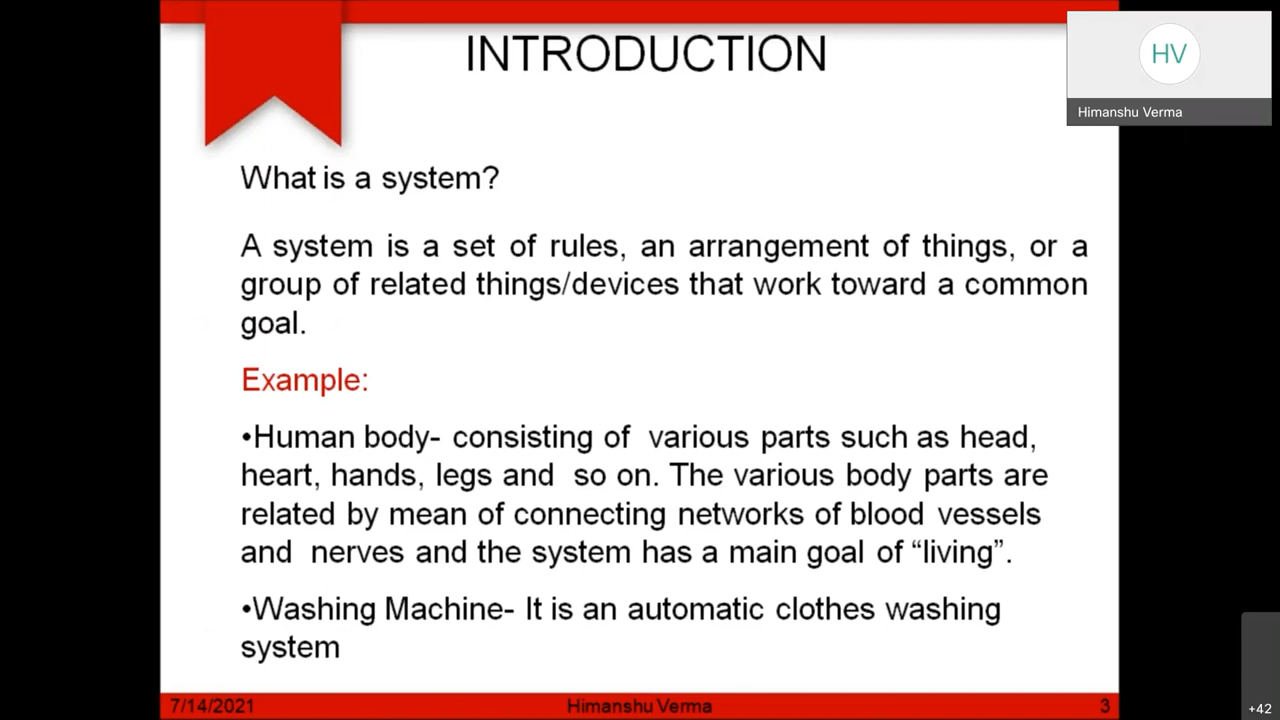 INTRODUCTION
HV
Himanshu Verma
What is a system?
A system is a set of rules, an arrangement of things, or a
group of related things/devices that work toward a common
goal.
Example:
•Human body- consisting of various parts such as head,
heart, hands, legs and so on. The various body parts are
related by mean of connecting networks of blood vessels
and nerves and the system has a main goal of “living”.
•Washing Machine- It is an automatic clothes washing
system
7/14/2021 Himanshu Verma 3
+42